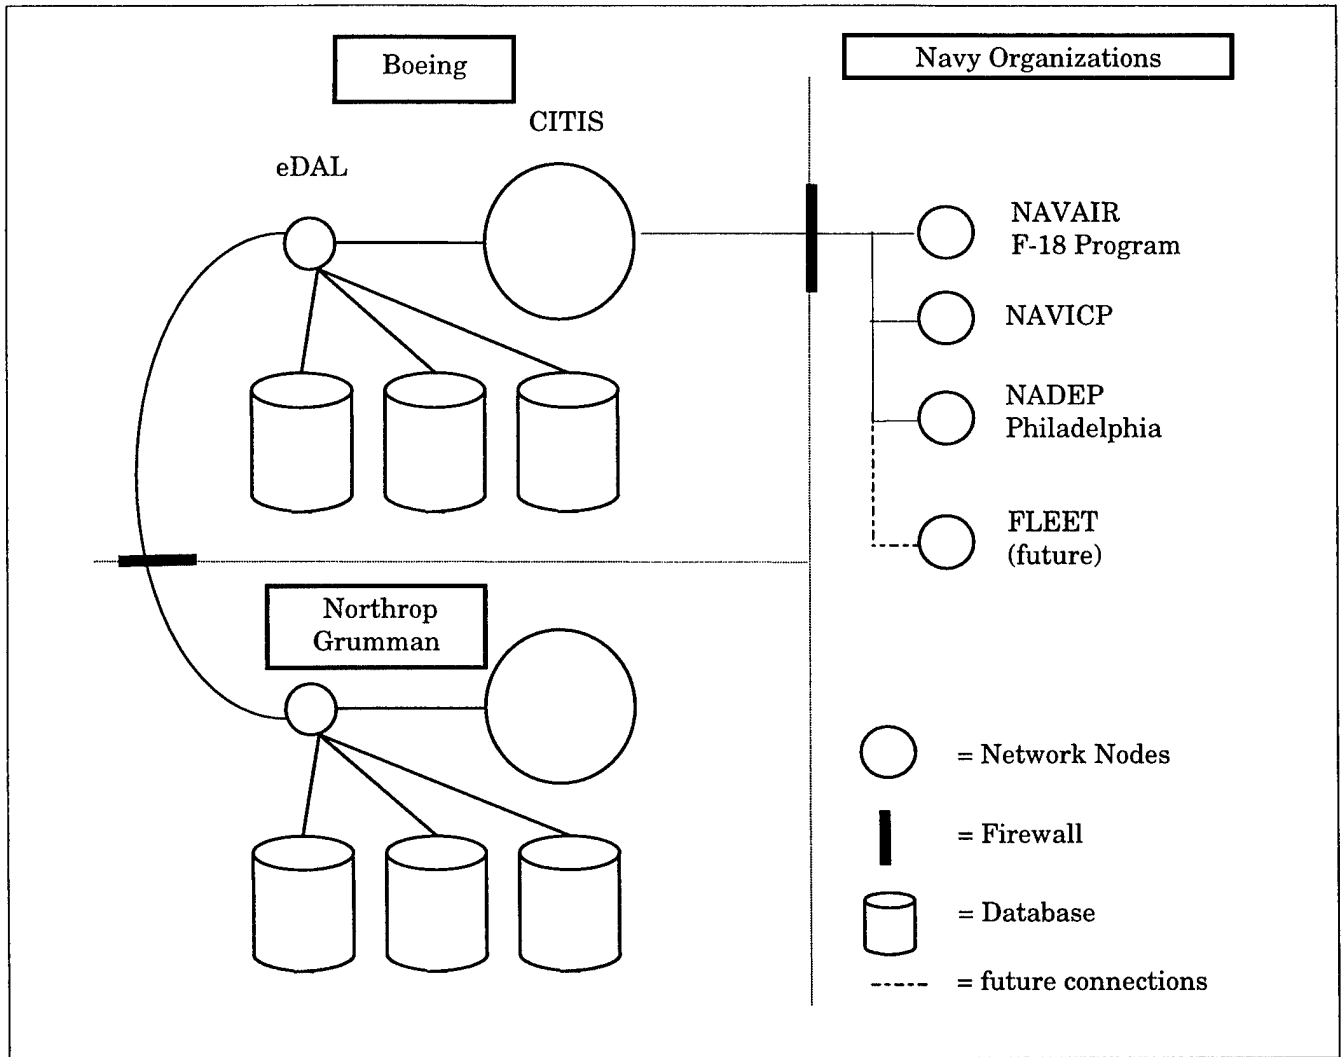 Boeing
Navy Organizations
CITIS
eDAL
NAVAIR
F-18 Program
NAVICP
NADEP
Philadelphia
FLEET
(future)
Northrop
Grumman
= Network Nodes
= Firewall
= Database
= future connections